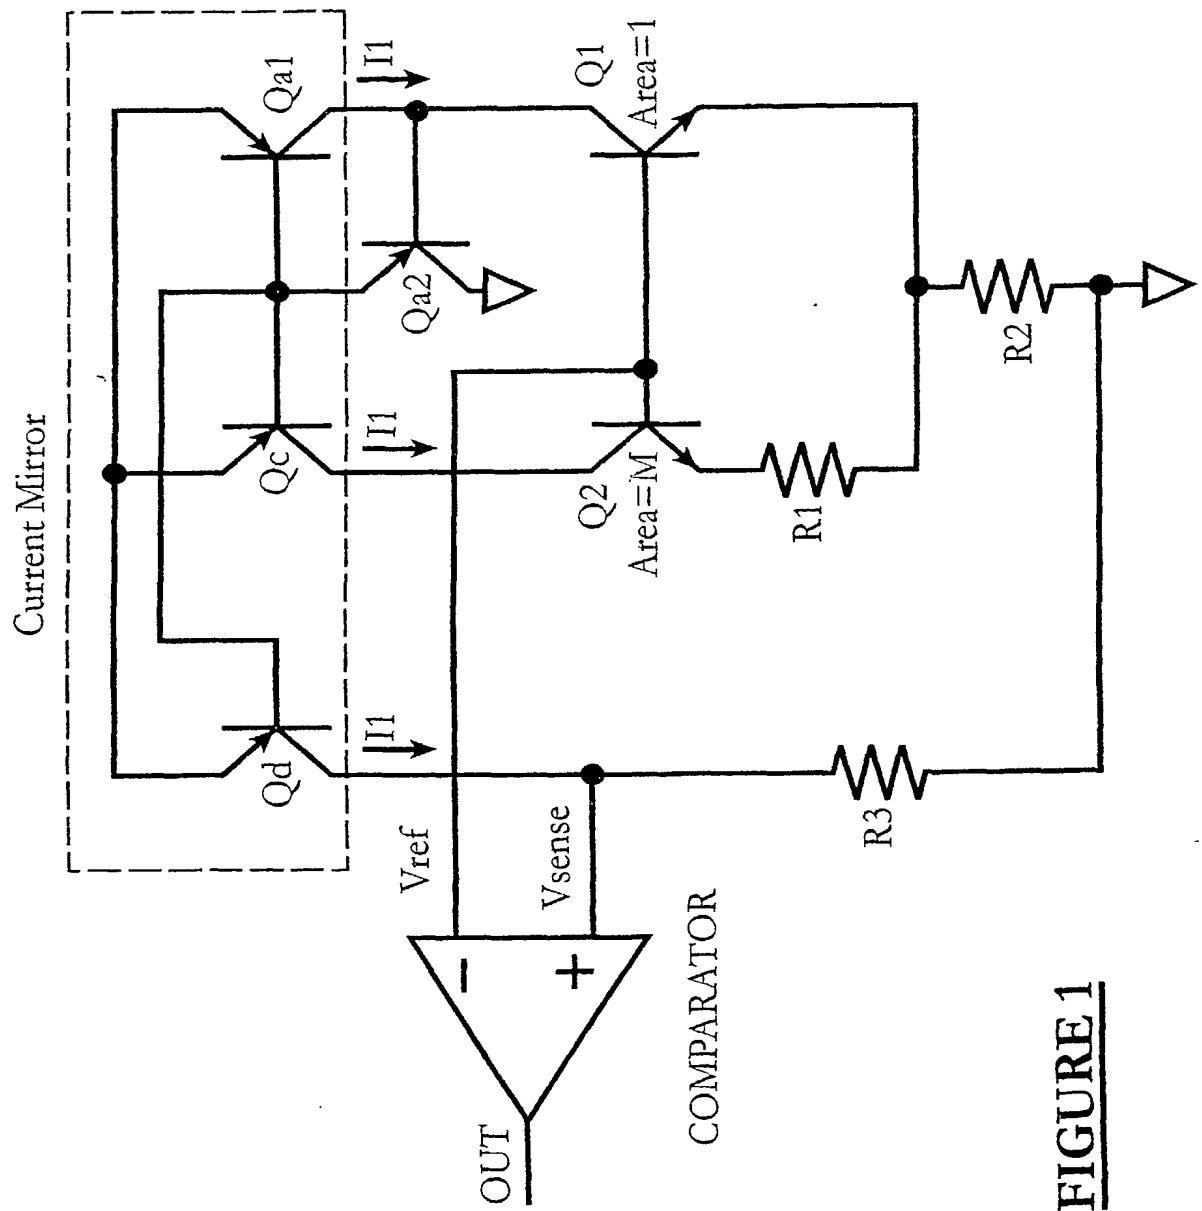 Current Mirror
Qd
Qc
Qa1
I1
I1
I1
Qa2
Vref
Vsense
−
+
OUT
COMPARATOR
Q2
Area=M
Q1
Area=1
R1
R2
R3
FIGURE 1